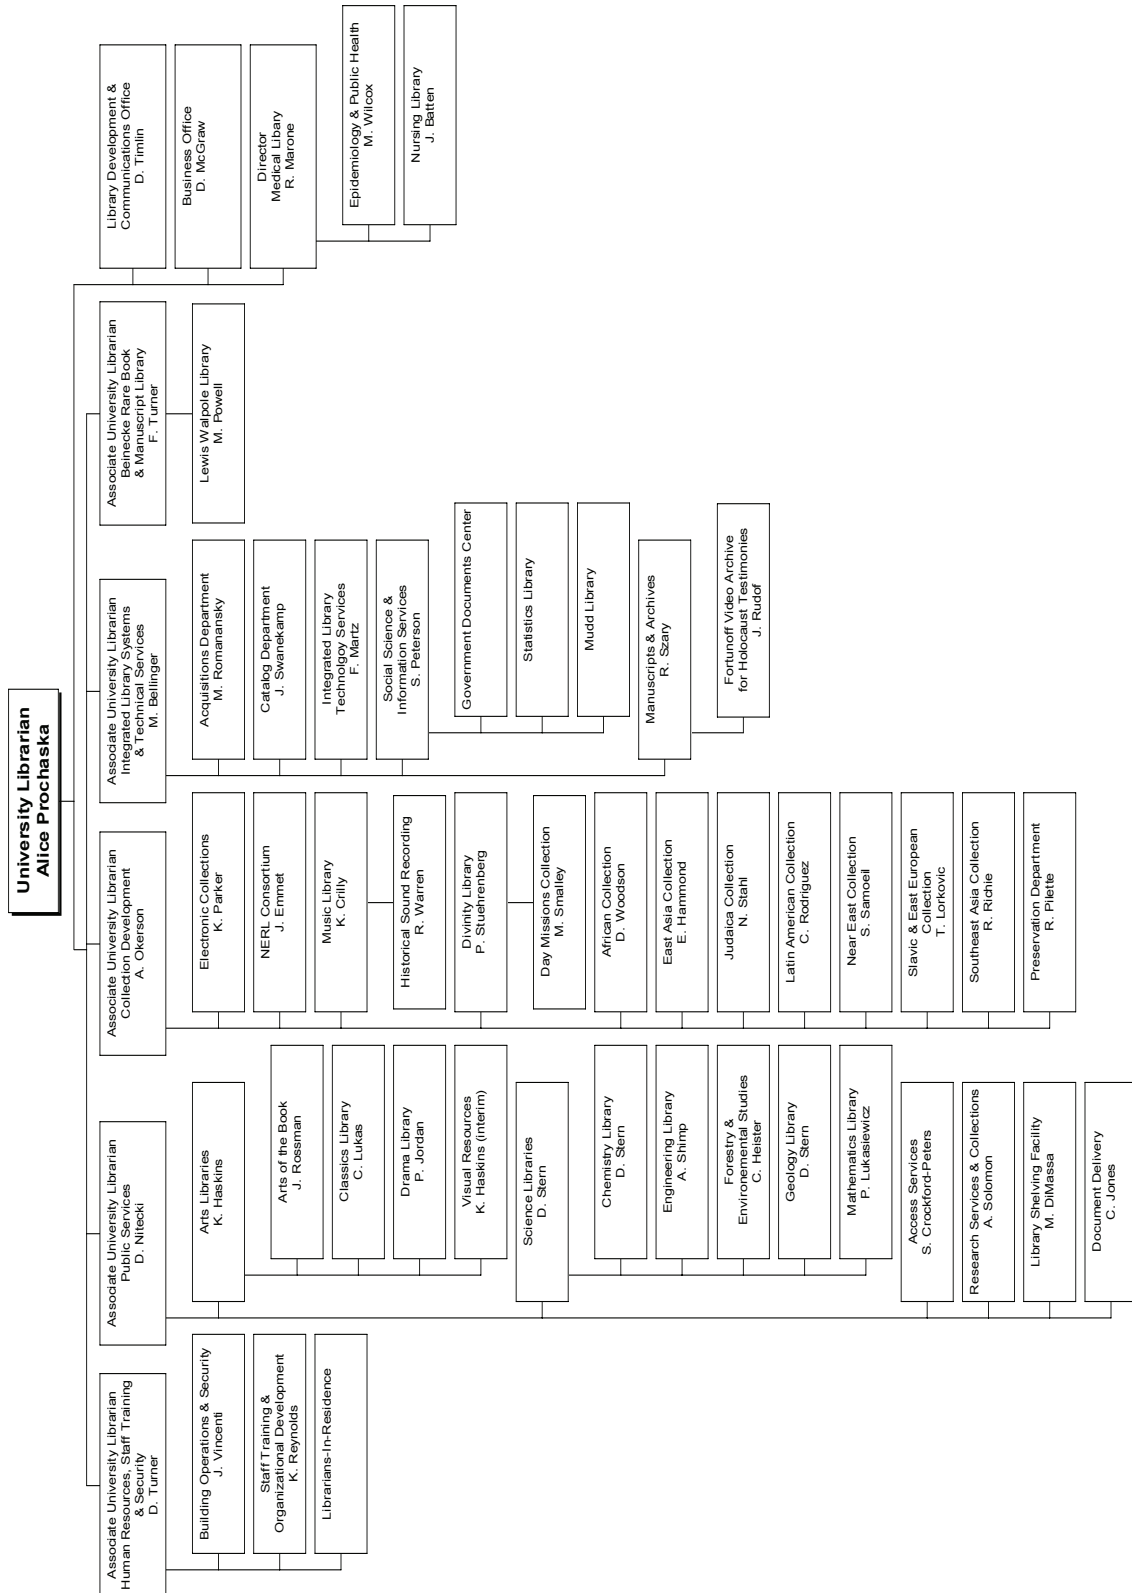 University Librarian
Alice Prochaska
Associate University Librarian
Human Resources, Staff Training
& Security
D. Turner
Building Operations & Security
J. Vincenti
Staff Training &
Organizational Development
K. Reynolds
Librarians-In-Residence
Associate University Librarian
Public Services
D. Nitecki
Arts Libraries
K. Haskins
Arts of the Book
J. Rossman
Classics Library
C. Lukas
Drama Library
P. Jordan
Visual Resources
K. Haskins (interim)
Science Libraries
D. Stern
Chemistry Library
D. Stern
Engineering Library
A. Shimp
Forestry &
Environemental Studies
C. Heister
Geology Library
D. Stern
Mathematics Library
P. Lukasiewicz
Access Services
S. Crockford-Peters
Research Services & Collections
A. Solomon
Library Shelving Facility
M. DiMassa
Document Delivery
C. Jones
Associate University Librarian
Collection Development
A. Okerson
Electronic Collections
K. Parker
NERL Consortium
J. Emmet
Music Library
K. Crilly
Historical Sound Recording
R. Warren
Divinity Library
P. Stuehrenberg
Day Missions Collection
M. Smalley
African Collection
D. Woodson
East Asia Collection
E. Hammond
Judaica Collection
N. Stahl
Latin American Collection
C. Rodriguez
Near East Collection
S. Samoeil
Slavic & East European
Collection
T. Lorkovic
Southeast Asia Collection
R. Richie
Preservation Department
R. Pilette
Associate University Librarian
Integrated Library Systems
& Technical Services
M. Bellinger
Acquisitions Department
M. Romanansky
Catalog Department
J. Swanekamp
Integrated Library
Technolgoy Services
F. Martz
Social Science &
Information Services
S. Peterson
Government Documents Center
Statistics Library
Mudd Library
Manuscripts & Archives
R. Szary
Fortunoff Video Archive
for Holocaust Testimonies
J. Rudof
Associate University Librarian
Beinecke Rare Book
& Manuscript Library
F. Turner
Lewis Walpole Library
M. Powell
Library Development &
Communications Office
D. Timlin
Business Office
D. McGraw
Director
Medical Libary
R. Marone
Epidemiology & Public Health
M. Wilcox
Nursing Library
J. Batten